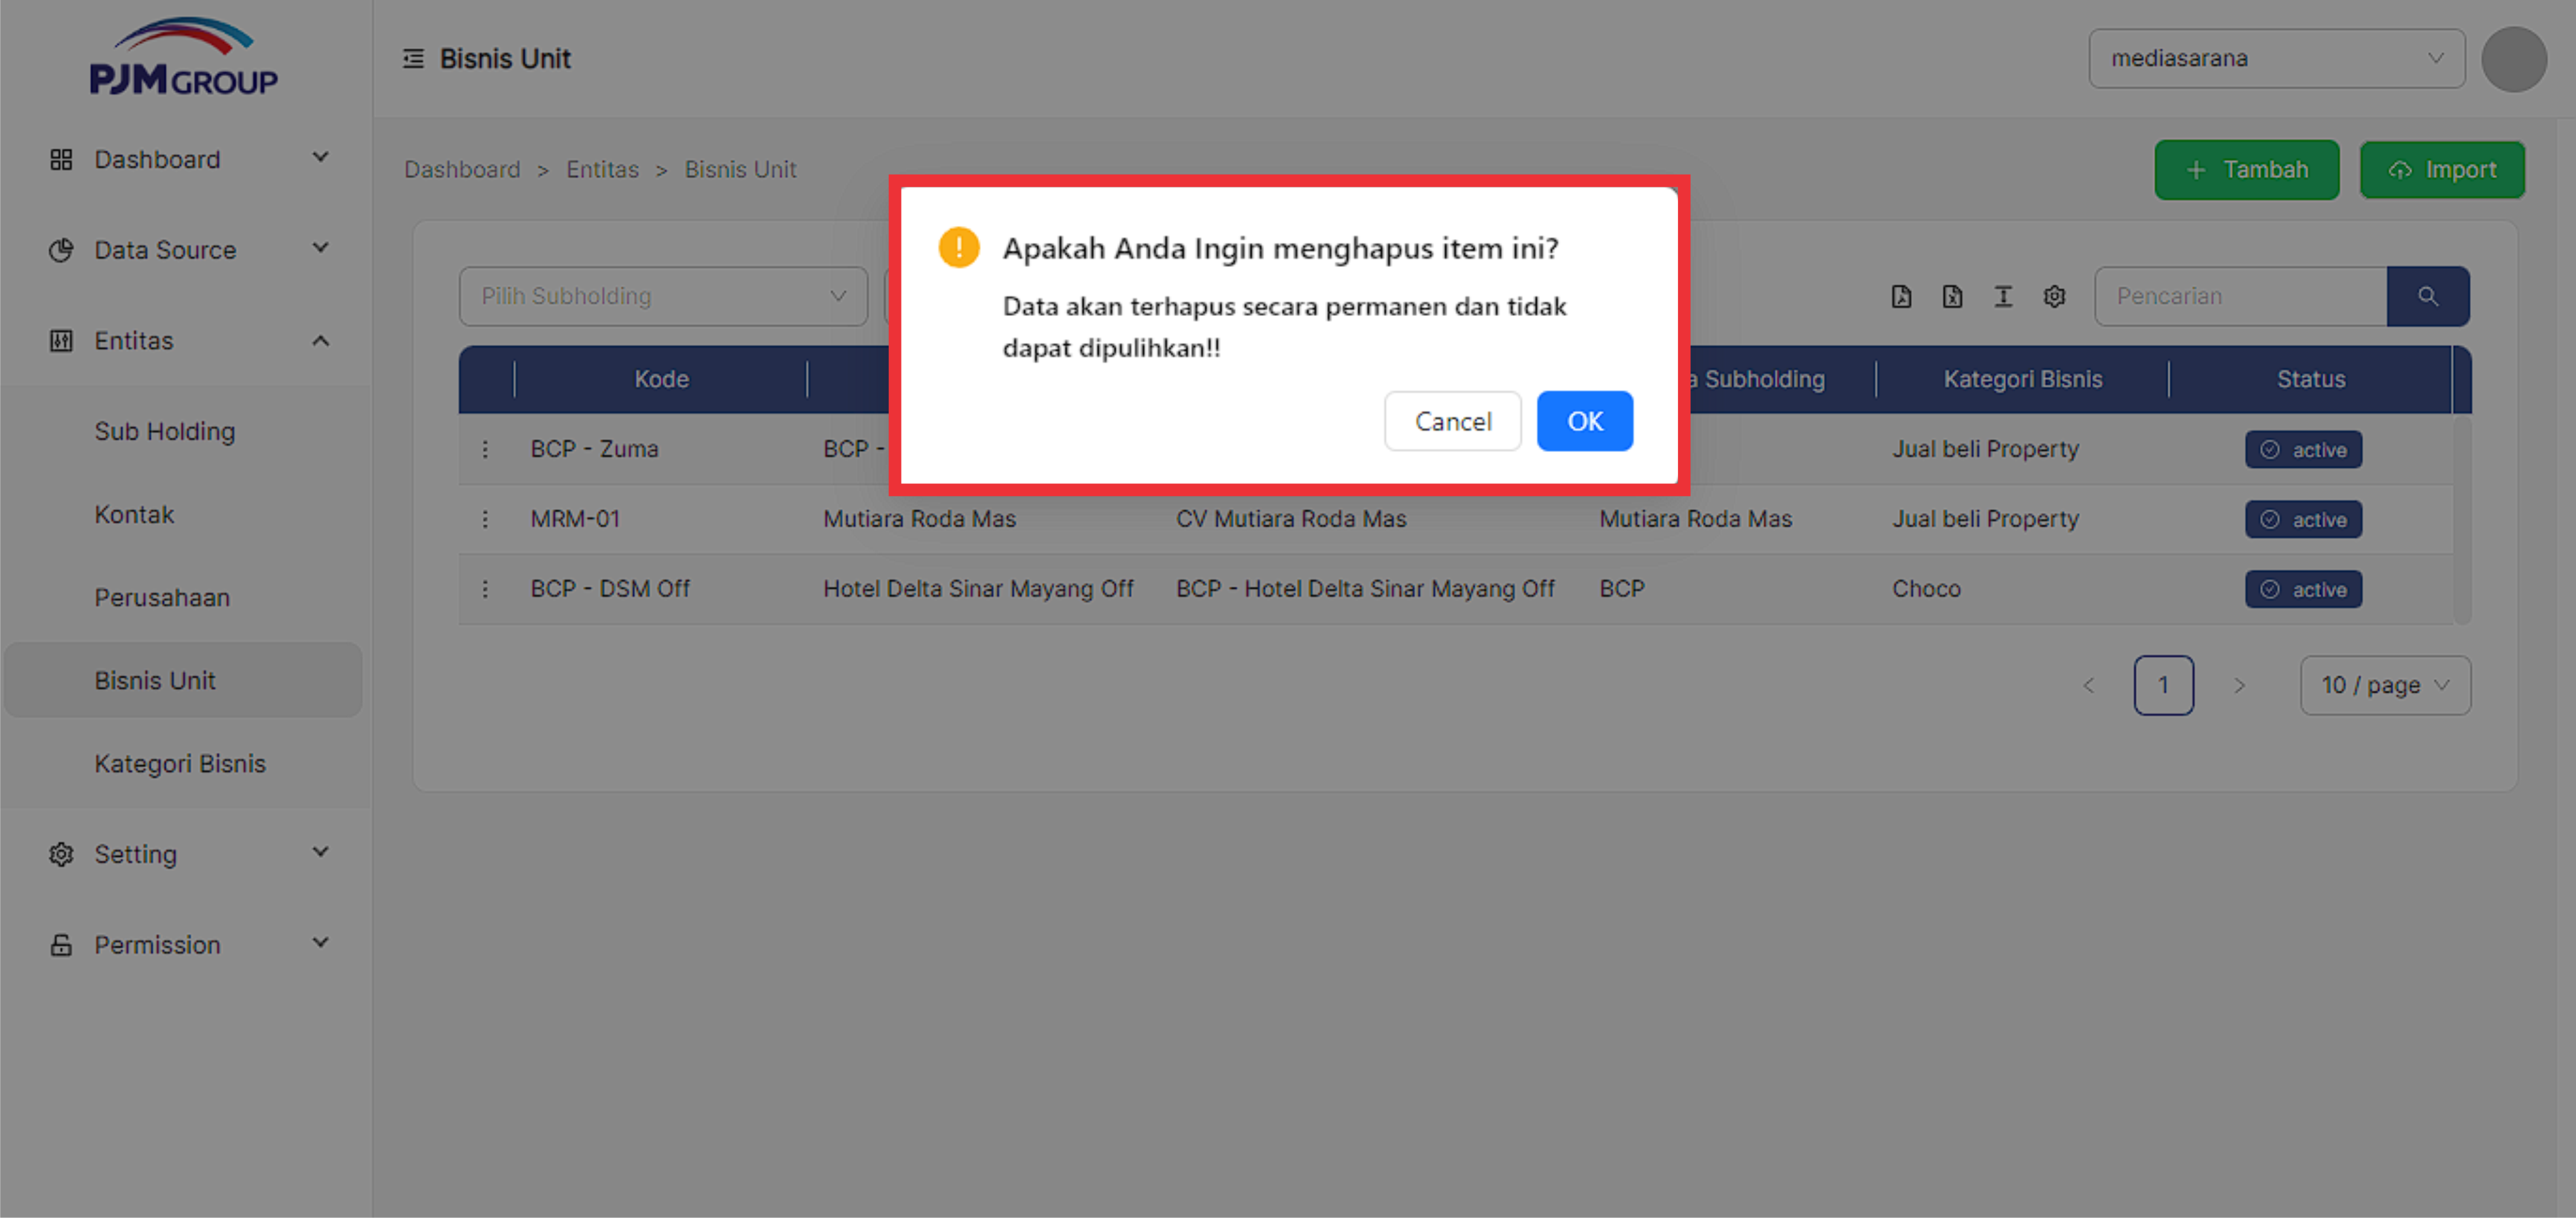 PJM GROUP
Bisnis Unit
mediasarana
Dashboard
Data Source
Entitas
Sub Holding
Kontak
Perusahaan
Bisnis Unit
Kategori Bisnis
Setting
Permission
Dashboard > Entitas > Bisnis Unit
+ Tambah
Import
Pilih Subholding
Pencarian
Apakah Anda Ingin menghapus item ini?
Data akan terhapus secara permanen dan tidak
dapat dipulihkan!!
Cancel
OK
Kode Subholding Kategori Bisnis Status
BCP - Zuma BCP - Jual beli Property active
MRM-01 Mutiara Roda Mas CV Mutiara Roda Mas Mutiara Roda Mas Jual beli Property active
BCP - DSM Off Hotel Delta Sinar Mayang Off BCP - Hotel Delta Sinar Mayang Off BCP Choco active
< 1 > 10 / page